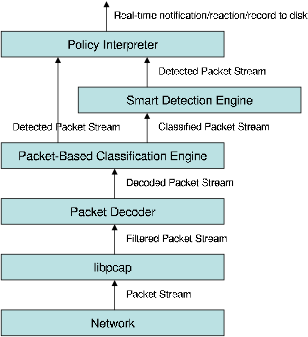 Real-time notification/reaction/record to disk
Policy Interpreter
Detected Packet Stream
Smart Detection Engine
Detected Packet Stream
Classified Packet Stream
Packet-Based Classification Engine
Decoded Packet Stream
Packet Decoder
Filtered Packet Stream
libpcap
Packet Stream
Network